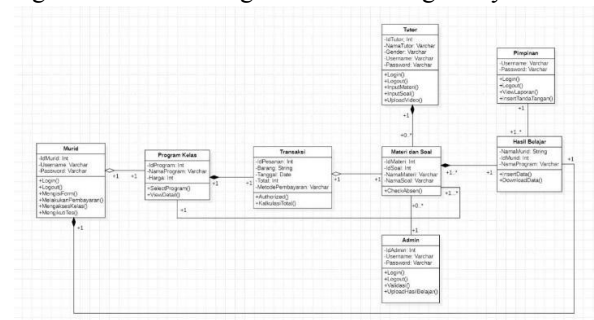 Tutor
-IdTutor: Int
-NamaTutor: Varchar
-Gender: Varchar
-Username: Varchar
-Password: Varchar
+Login()
+Logout()
+InputMateri()
+InputSoal()
+UploadVideo()
+1
+0..*
Pimpinan
-Username: Varchar
-Password: Varchar
+Login()
+Logout()
+ViewLaporan()
+InsertTandaTangan()
+1
+1..*
Murid
-IdMurid: Int
-Username: Varchar
-Password: Varchar
+Login()
+Logout()
+MengisiForm()
+MelakukanPembayaran()
+MengaksesKelas()
+MengikutiTes()
+1
+1
+1
Program Kelas
-IdProgram: Int
-NamaProgram: Varchar
-Harga: Int
+SelectProgram()
+ViewData()
+1
+1
+1
Transaksi
-IdPesanan: Int
-Barang: String
-Tanggal: Date
-Total: Int
-MetodePembayaran: Varchar
+Authorized()
+KalkulasiTotal()
+1
+1
Materi dan Soal
-IdMateri: Int
-IdSoal: Int
-NamaMateri: Varchar
-NamaSoal: Varchar
+CheckAbsen()
+1..*
+1
+1..*
+0..*
+1
Hasil Belajar
-NamaMurid: String
-IdMurid: Int
-NamaProgram: Varchar
+InsertData()
+DownloadData()
+1
Admin
-IdAdmin: Int
-Username: Varchar
-Password: Varchar
+Login()
+Logout()
+Validasi()
+UploadHasilBelajar()